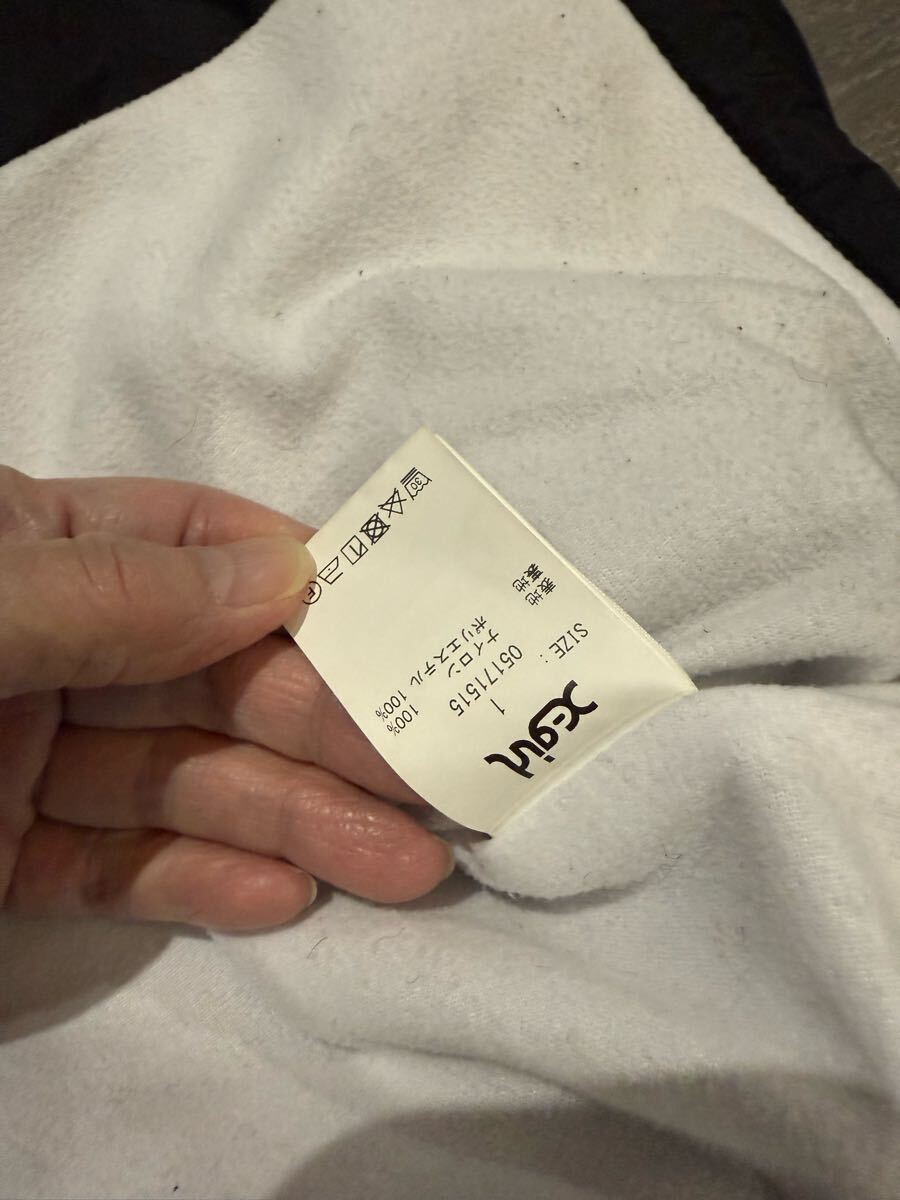 X-girl
SIZE: 1
05171515
表地 ナイロン 100%
裏地 ポリエステル 100%
30
F